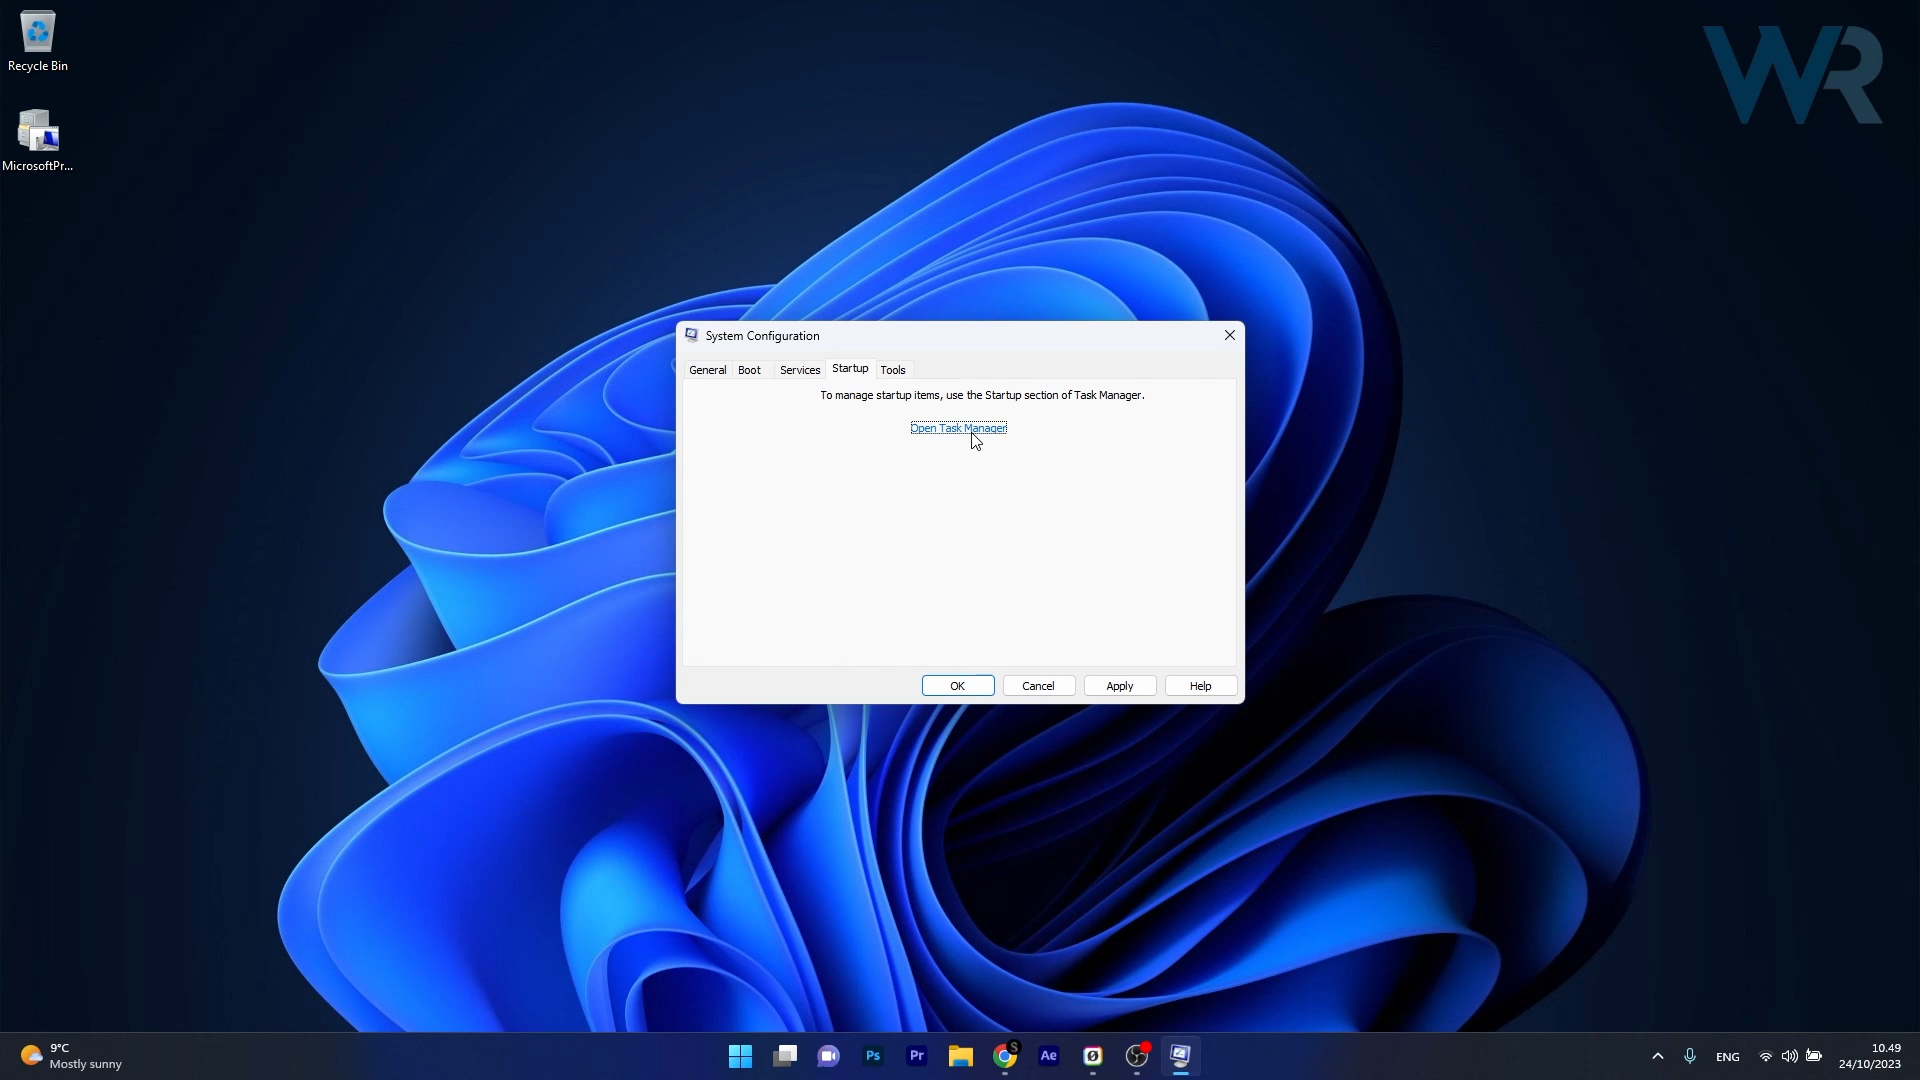 Recycle Bin
MicrosoftPr...
WR
System Configuration
General Boot Services Startup Tools
To manage startup items, use the Startup section of Task Manager.
Open Task Manager
OK Cancel Apply Help
9°C
Mostly sunny
Ps Pr S Ae
ENG
10.49
24/10/2023